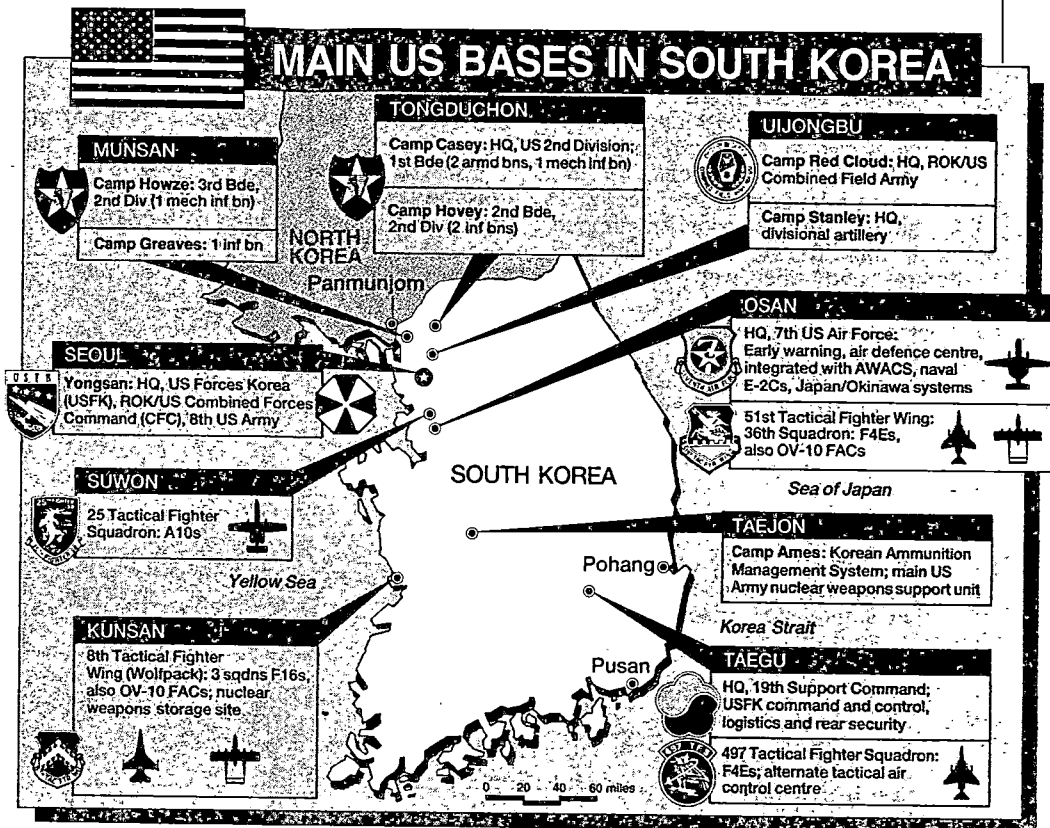 MAIN US BASES IN SOUTH KOREA
MUNSAN
Camp Howze: 3rd Bde,
2nd Div (1 mech inf bn)
Camp Greaves: 1 inf bn
TONGDUCHON
Camp Casey: HQ, US 2nd Division;
1st Bde (2 armd bns, 1 mech inf bn)
Camp Hovey: 2nd Bde,
2nd Div (2 inf bns)
UIJONGBU
Camp Red Cloud: HQ, ROK/US
Combined Field Army
Camp Stanley: HQ,
divisional artillery
NORTH
KOREA
Panmunjom
OSAN
HQ, 7th US Air Force:
Early warning, air defence centre,
integrated with AWACS, naval
E-2Cs, Japan/Okinawa systems
51st Tactical Fighter Wing:
36th Squadron: F4Es,
also OV-10 FACs
SEOUL
USFK
Yongsan: HQ, US Forces Korea
(USFK), ROK/US Combined Forces
Command (CFC), 8th US Army
SUWON
25 Tactical Fighter
Squadron: A10s
SOUTH KOREA
Sea of Japan
TAEJON
Camp Ames: Korean Ammunition
Management System; main US
Army nuclear weapons support unit
Pohang
Yellow Sea
Korea Strait
KUNSAN
8th Tactical Fighter
Wing (Wolfpack): 3 sqdns F16s,
also OV-10 FACs; nuclear
weapons storage site
Pusan
TAEGU
HQ, 19th Support Command;
USFK command and control,
logistics and rear security
497 Tactical Fighter Squadron:
F4Es; alternate tactical air
control centre
0 20 40 60 miles